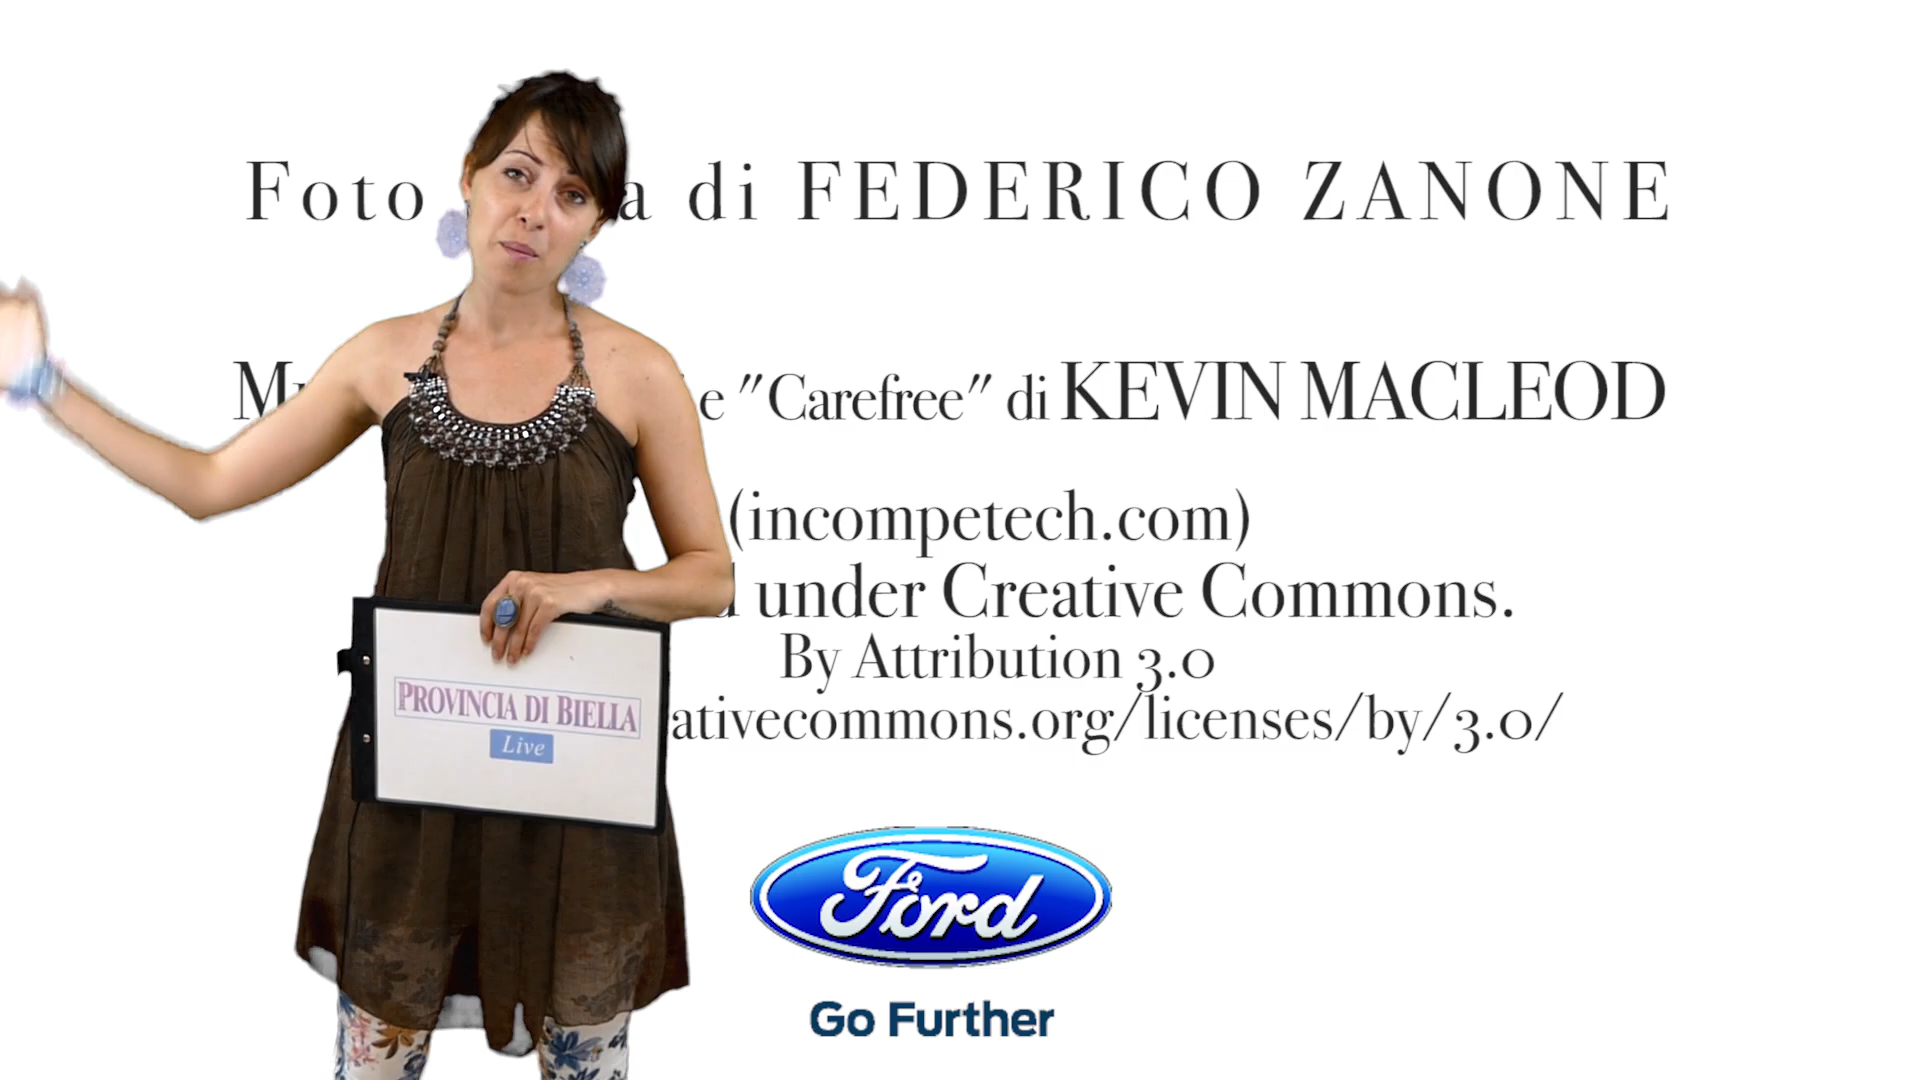 Foto di FEDERICO ZANONE
"Carefree" di KEVIN MACLEOD
(incompetech.com)
under Creative Commons.
By Attribution 3.0
ativecommons.org/licenses/by/3.0/
PROVINCIA DI BIELLA
Live
Ford
Go Further